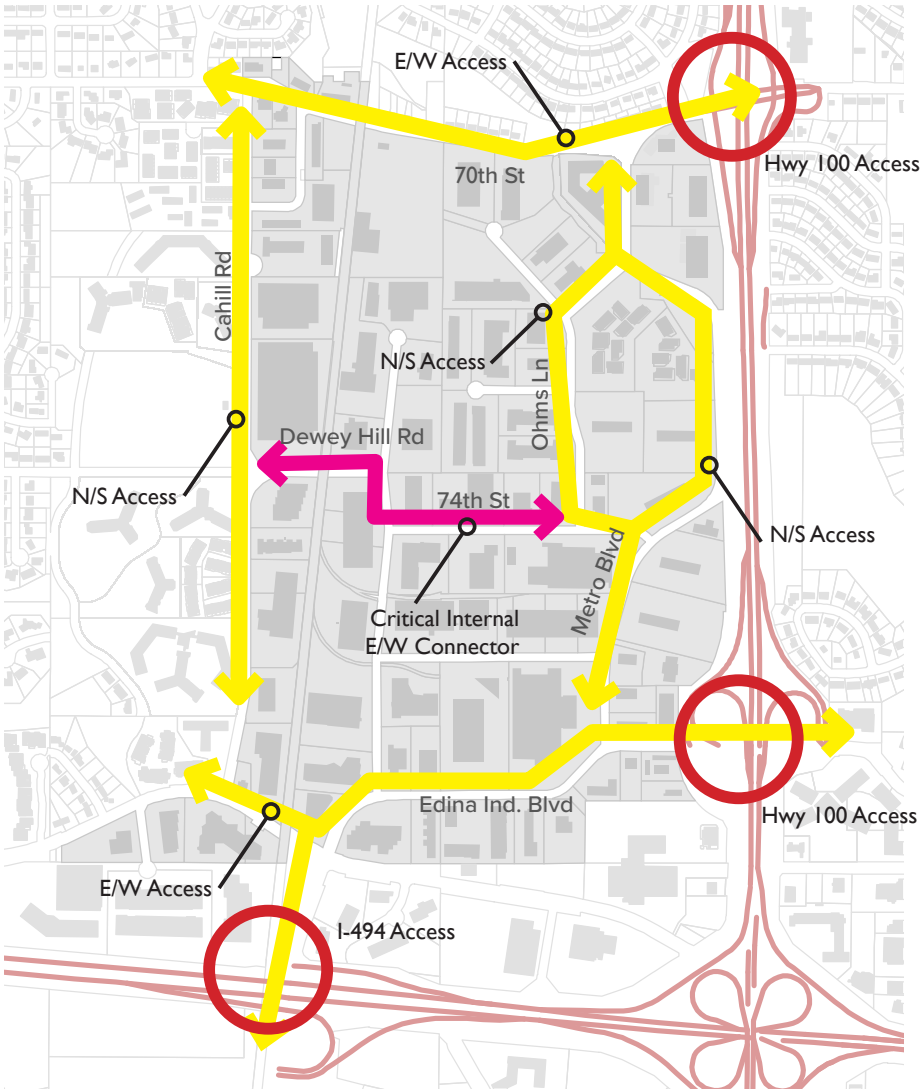 E/W Access
Hwy 100 Access
70th St
Cahill Rd
N/S Access
Ohms Ln
Dewey Hill Rd
74th St
N/S Access
N/S Access
Metro Blvd
Critical Internal
E/W Connector
Edina Ind. Blvd
Hwy 100 Access
E/W Access
I-494 Access